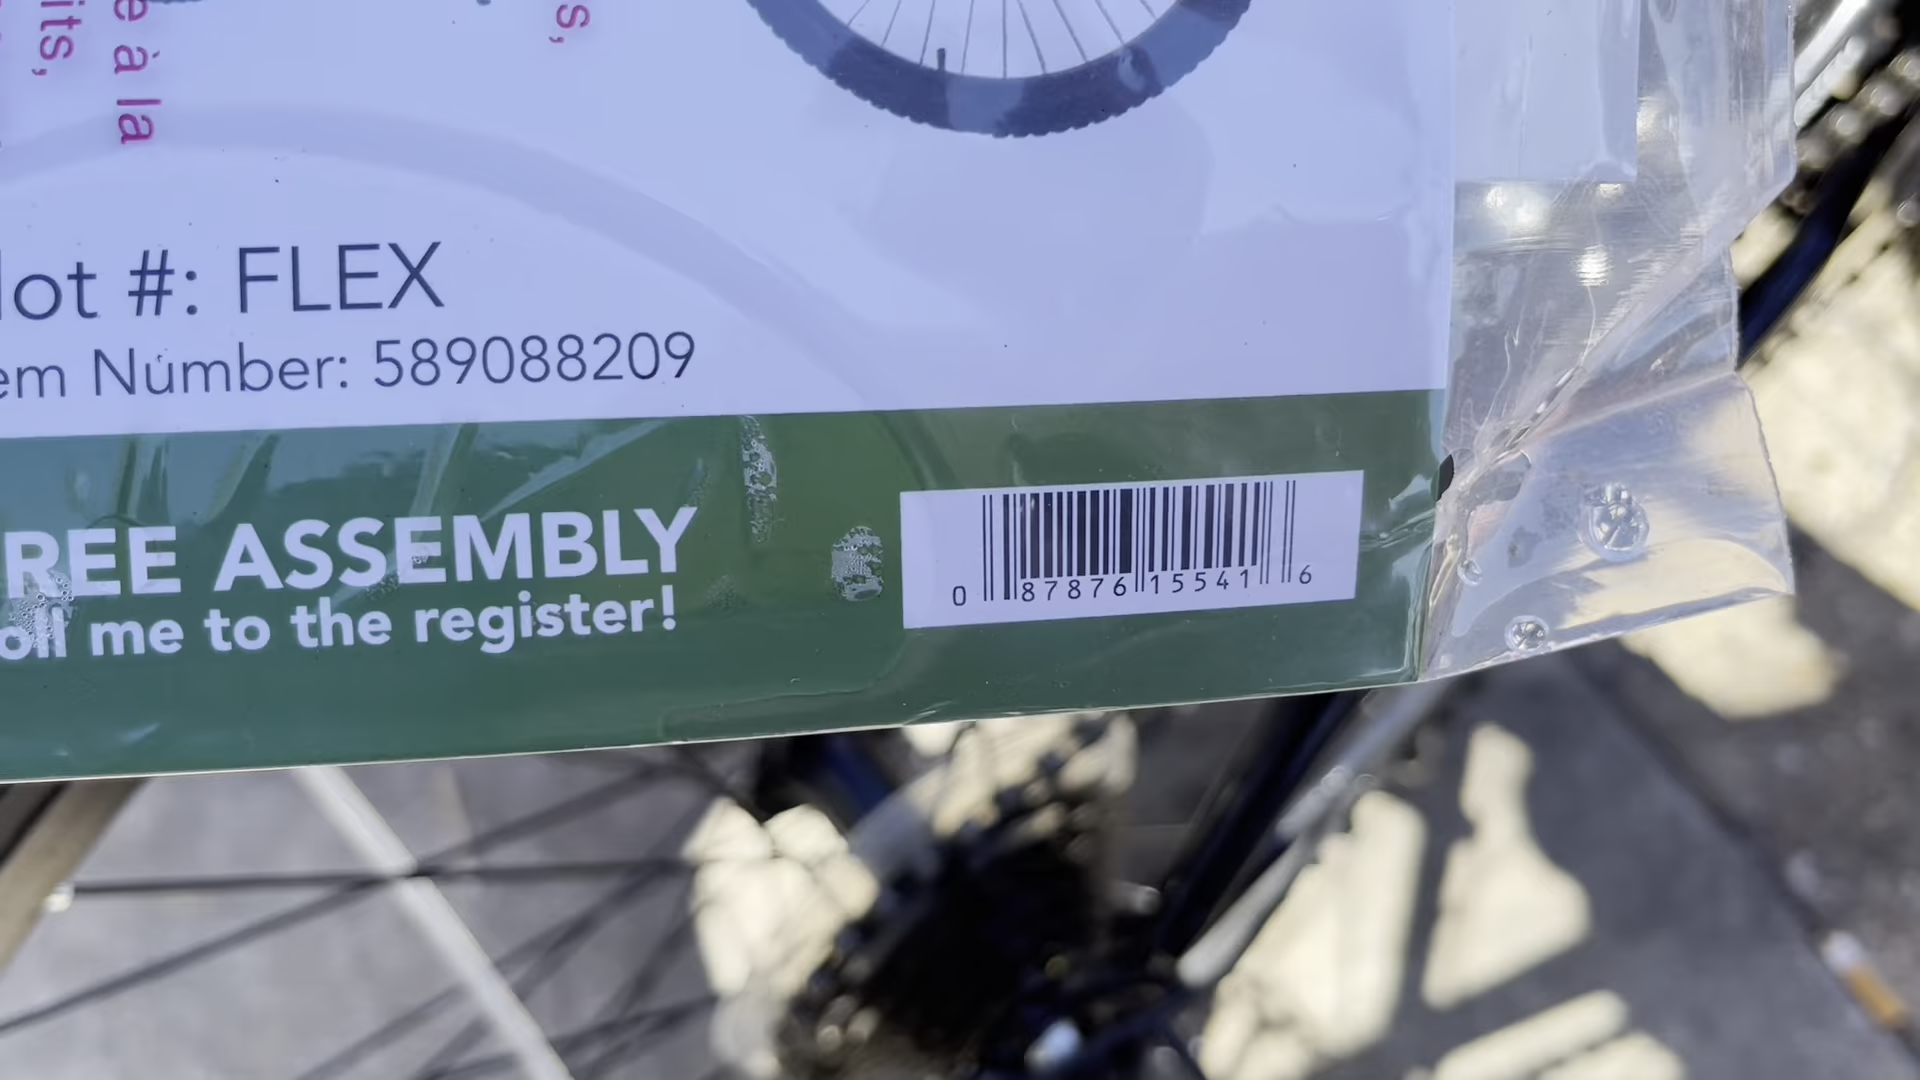 its,
e à la
s,
lot #: FLEX
em Number: 589088209
REE ASSEMBLY
oll me to the register!
0 87876 15541 6